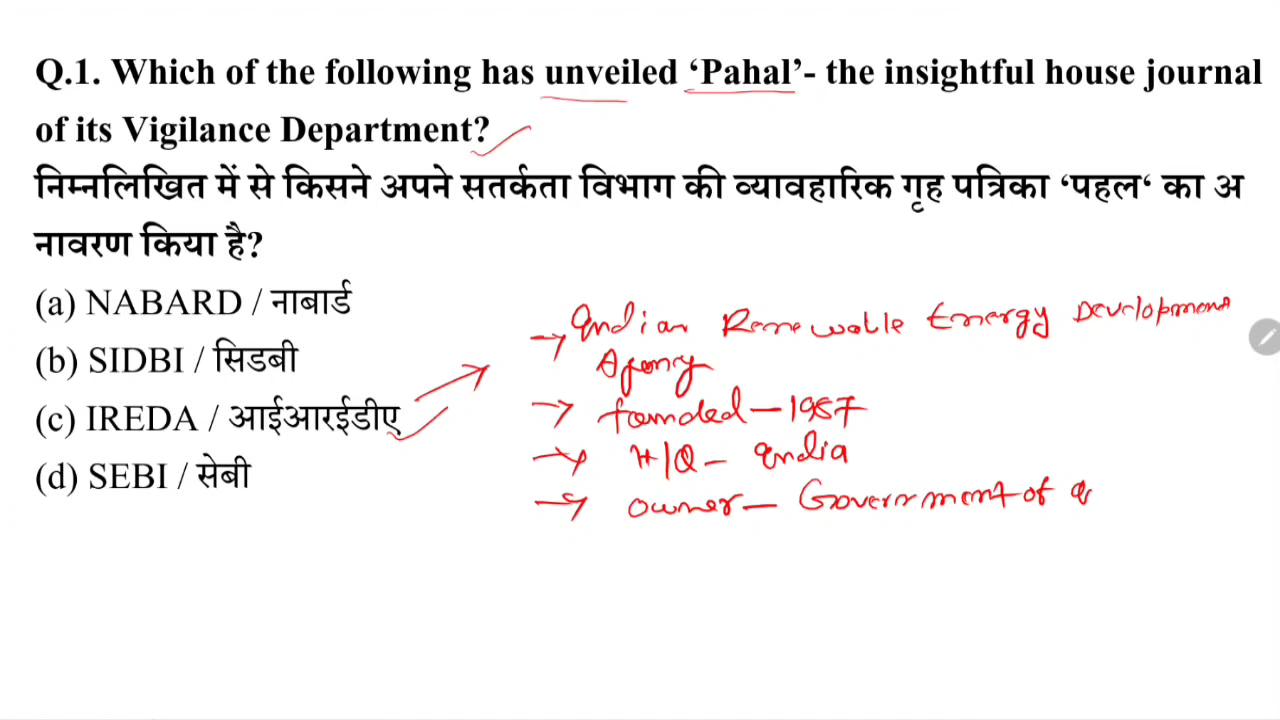 Q.1. Which of the following has unveiled ‘Pahal’- the insightful house journal
of its Vigilance Department?
निम्नलिखित में से किसने अपने सतर्कता विभाग की व्यावहारिक गृह पत्रिका ‘पहल‘ का अ
नावरण किया है?
(a) NABARD / नाबार्ड
(b) SIDBI / सिडबी
(c) IREDA / आईआरईडीए
(d) SEBI / सेबी
→ Indian Renewable Energy Development
Agency
→ founded – 1987
→ H/Q – India
→ owner – Government of